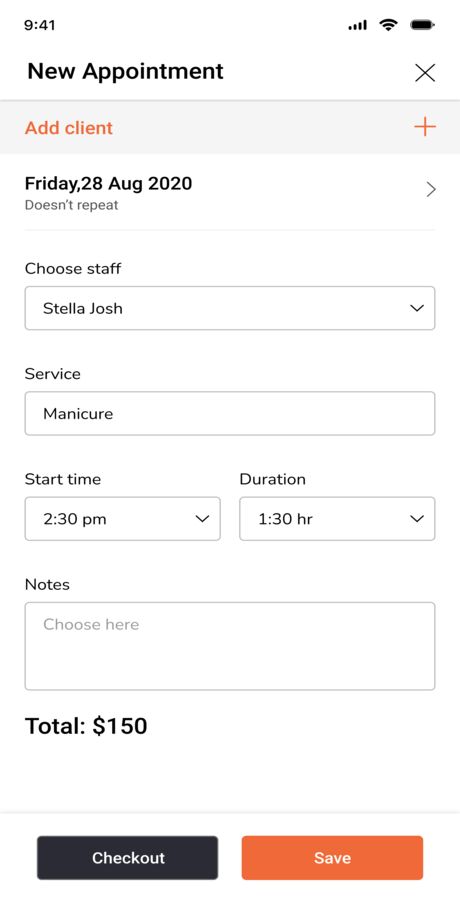 9:41
New Appointment
Add client
Friday,28 Aug 2020
Doesn't repeat
Choose staff
Stella Josh
Service
Manicure
Start time Duration
2:30 pm 1:30 hr
Notes
Choose here
Total: $150
Checkout Save